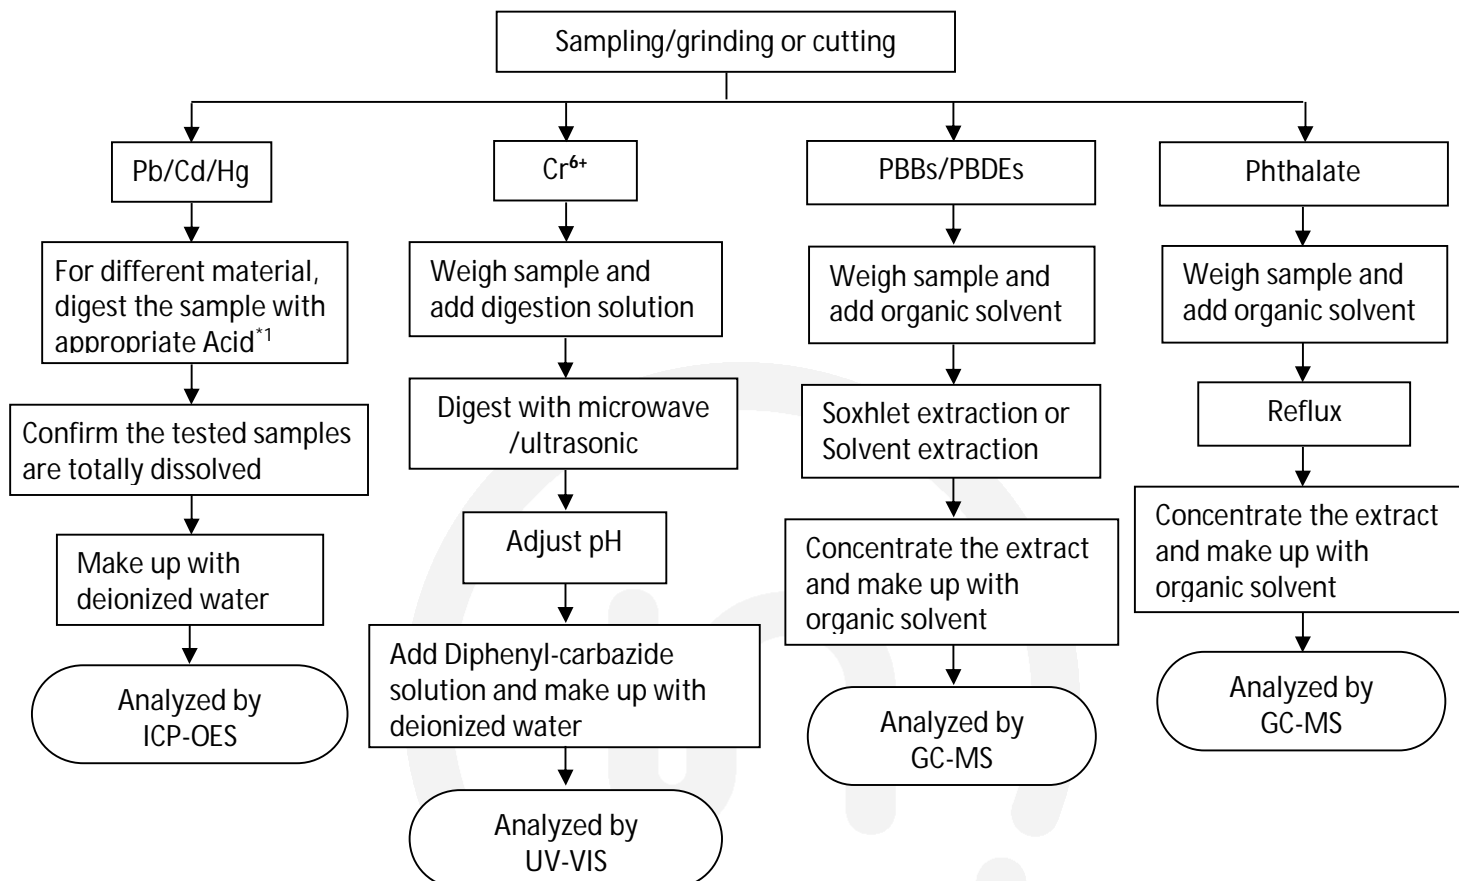 Sampling/grinding or cutting
Pb/Cd/Hg
For different material,
digest the sample with
appropriate Acid*1
Confirm the tested samples
are totally dissolved
Make up with
deionized water
Analyzed by
ICP-OES
Cr6+
Weigh sample and
add digestion solution
Digest with microwave
/ultrasonic
Adjust pH
Add Diphenyl-carbazide
solution and make up with
deionized water
Analyzed by
UV-VIS
PBBs/PBDEs
Weigh sample and
add organic solvent
Soxhlet extraction or
Solvent extraction
Concentrate the extract
and make up with
organic solvent
Analyzed by
GC-MS
Phthalate
Weigh sample and
add organic solvent
Reflux
Concentrate the extract
and make up with
organic solvent
Analyzed by
GC-MS